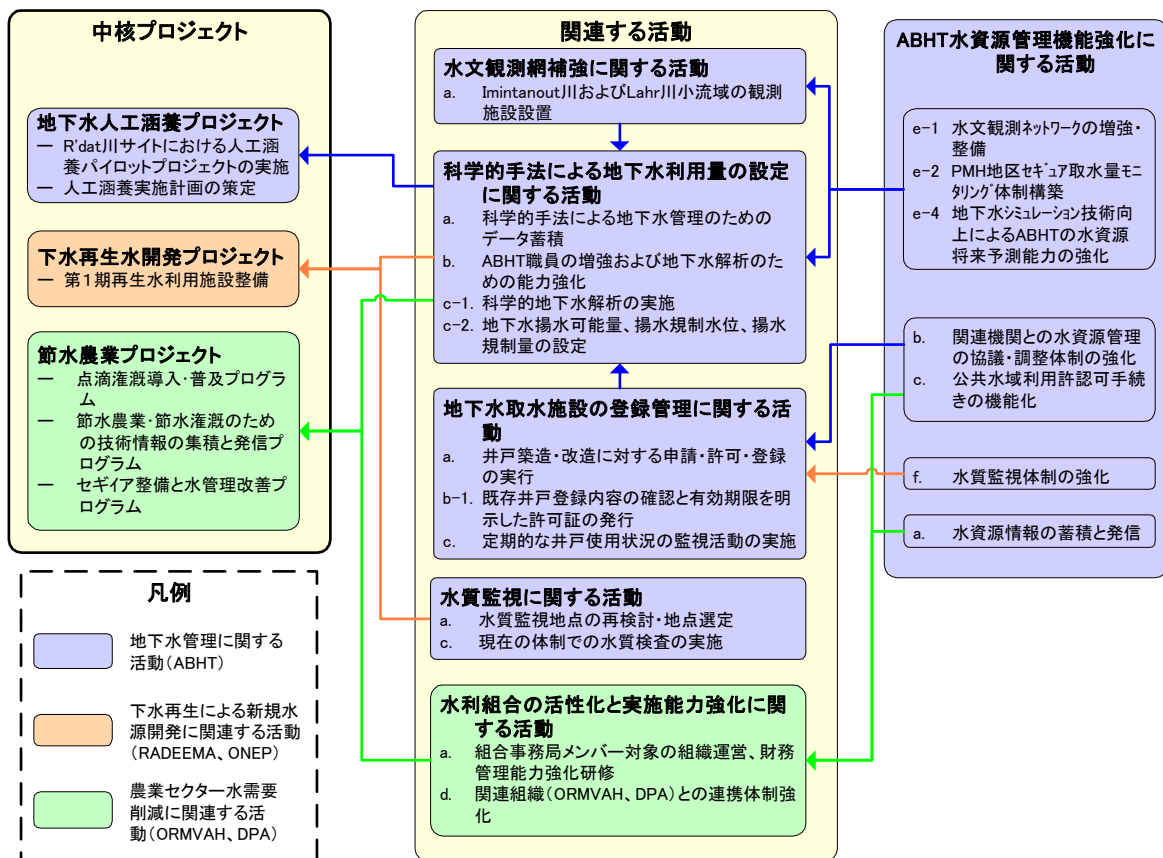 中核プロジェクト
地下水人工涵養プロジェクト
― R'dat川サイトにおける人工涵
養パイロットプロジェクトの実施
― 人工涵養実施計画の策定
下水再生水開発プロジェクト
― 第1期再生水利用施設整備
節水農業プロジェクト
― 点滴潅漑導入・普及プログラ
ム
― 節水農業・節水潅漑のため
の技術情報の集積と発信プ
ログラム
― セギイア整備と水管理改善プ
ログラム
凡例
地下水管理に関する
活動(ABHT)
下水再生による新規水
源開発に関連する活動
(RADEEMA、ONEP)
農業セクター水需要
削減に関連する活
動(ORMVAH、DPA)
関連する活動
水文観測網補強に関する活動
a. Imintanout川およびLahr川小流域の観測
施設設置
科学的手法による地下水利用量の設定
に関する活動
a. 科学的手法による地下水管理のための
データ蓄積
b. ABHT職員の増強および地下水解析のた
めの能力強化
c-1. 科学的地下水解析の実施
c-2. 地下水揚水可能量、揚水規制水位、揚水
規制量の設定
地下水取水施設の登録管理に関する活
動
a. 井戸築造・改造に対する申請・許可・登録
の実行
b-1. 既存井戸登録内容の確認と有効期限を明
示した許可証の発行
c. 定期的な井戸使用状況の監視活動の実施
水質監視に関する活動
a. 水質監視地点の再検討・地点選定
c. 現在の体制での水質検査の実施
水利組合の活性化と実施能力強化に関
する活動
a. 組合事務局メンバー対象の組織運営、財務
管理能力強化研修
d. 関連組織(ORMVAH、DPA)との連携体制強
化
ABHT水資源管理機能強化に
関する活動
e-1 水文観測ネットワークの増強・
整備
e-2 PMH地区セギュア取水量モニ
タリング体制構築
e-4 地下水シミュレーション技術向
上によるABHTの水資源
将来予測能力の強化
b. 関連機関との水資源管理
の協議・調整体制の強化
c. 公共水域利用許認可手続
きの機能化
f. 水質監視体制の強化
a. 水資源情報の蓄積と発信